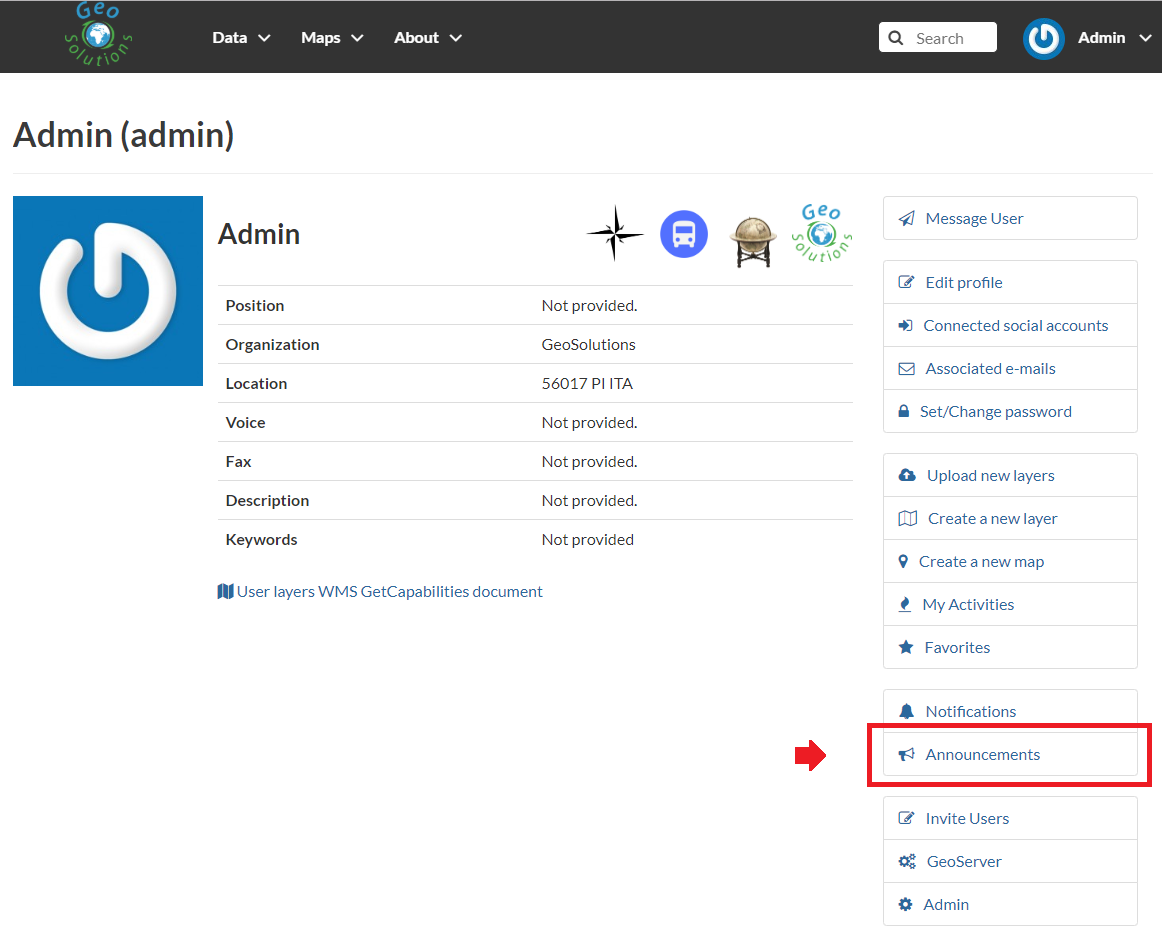 Geo Solutions
Data Maps About Search Admin
Admin (admin)
Admin
Geo Solutions
Position Not provided.
Organization GeoSolutions
Location 56017 PI ITA
Voice Not provided.
Fax Not provided.
Description Not provided.
Keywords Not provided
User layers WMS GetCapabilities document
Message User
Edit profile
Connected social accounts
Associated e-mails
Set/Change password
Upload new layers
Create a new layer
Create a new map
My Activities
Favorites
Notifications
Announcements
Invite Users
GeoServer
Admin